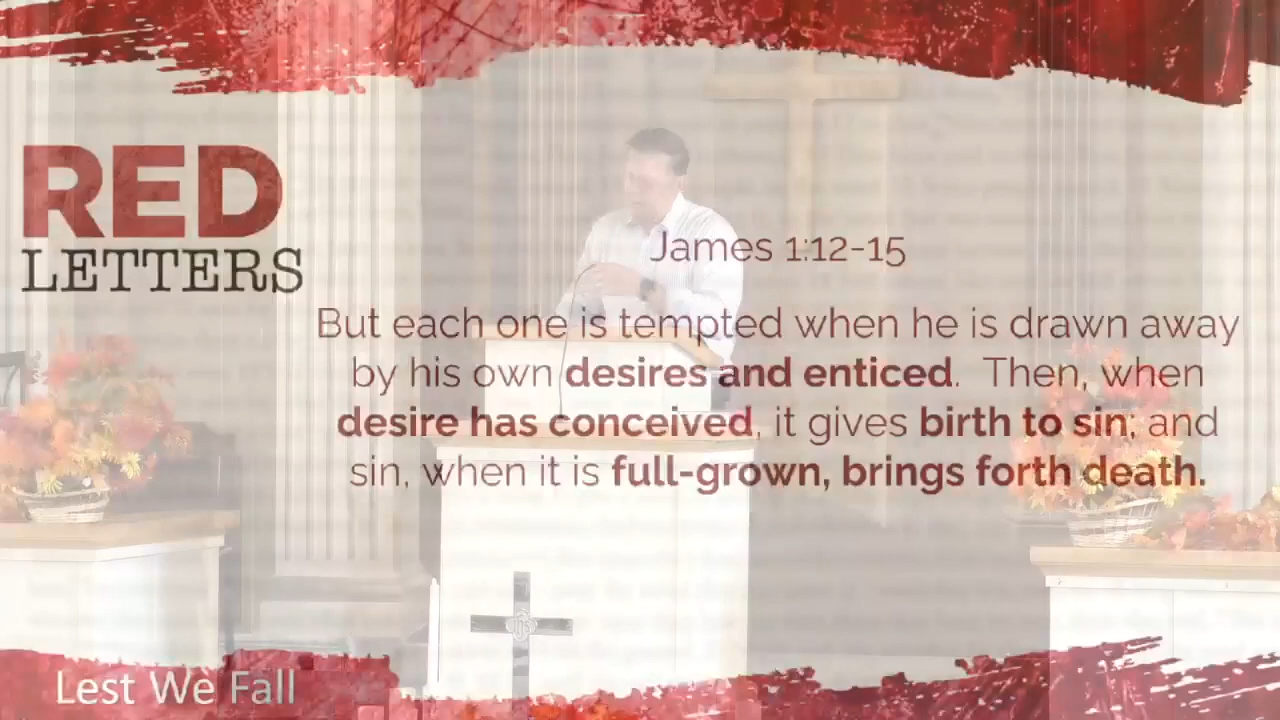 RED
LETTERS
James 1:12-15
But each one is tempted when he is drawn away
by his own desires and enticed. Then, when
desire has conceived, it gives birth to sin; and
sin, when it is full-grown, brings forth death.
Lest We Fall